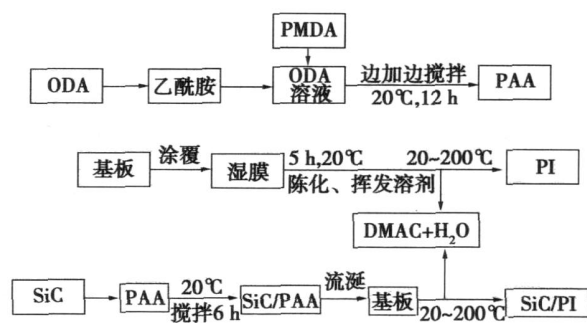 PMDA
ODA
乙酰胺
ODA
溶液
边加边搅拌
20℃,12 h
PAA
基板
涂覆
湿膜
5 h,20℃
陈化、挥发溶剂
20~200℃
PI
DMAC+H₂O
SiC
PAA
20℃
搅拌6 h
SiC/PAA
流涎
基板
20~200℃
SiC/PI